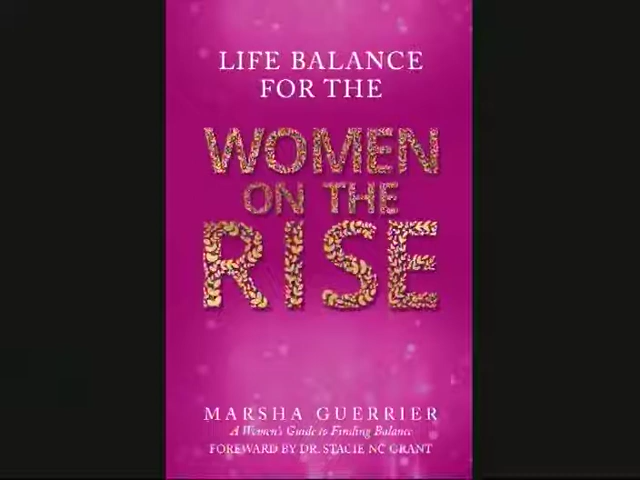 LIFE BALANCE
FOR THE
WOMEN
ON THE
RISE
MARSHA GUERRIER
A Women's Guide to Finding Balance
FOREWARD BY DR. STACIE NC GRANT